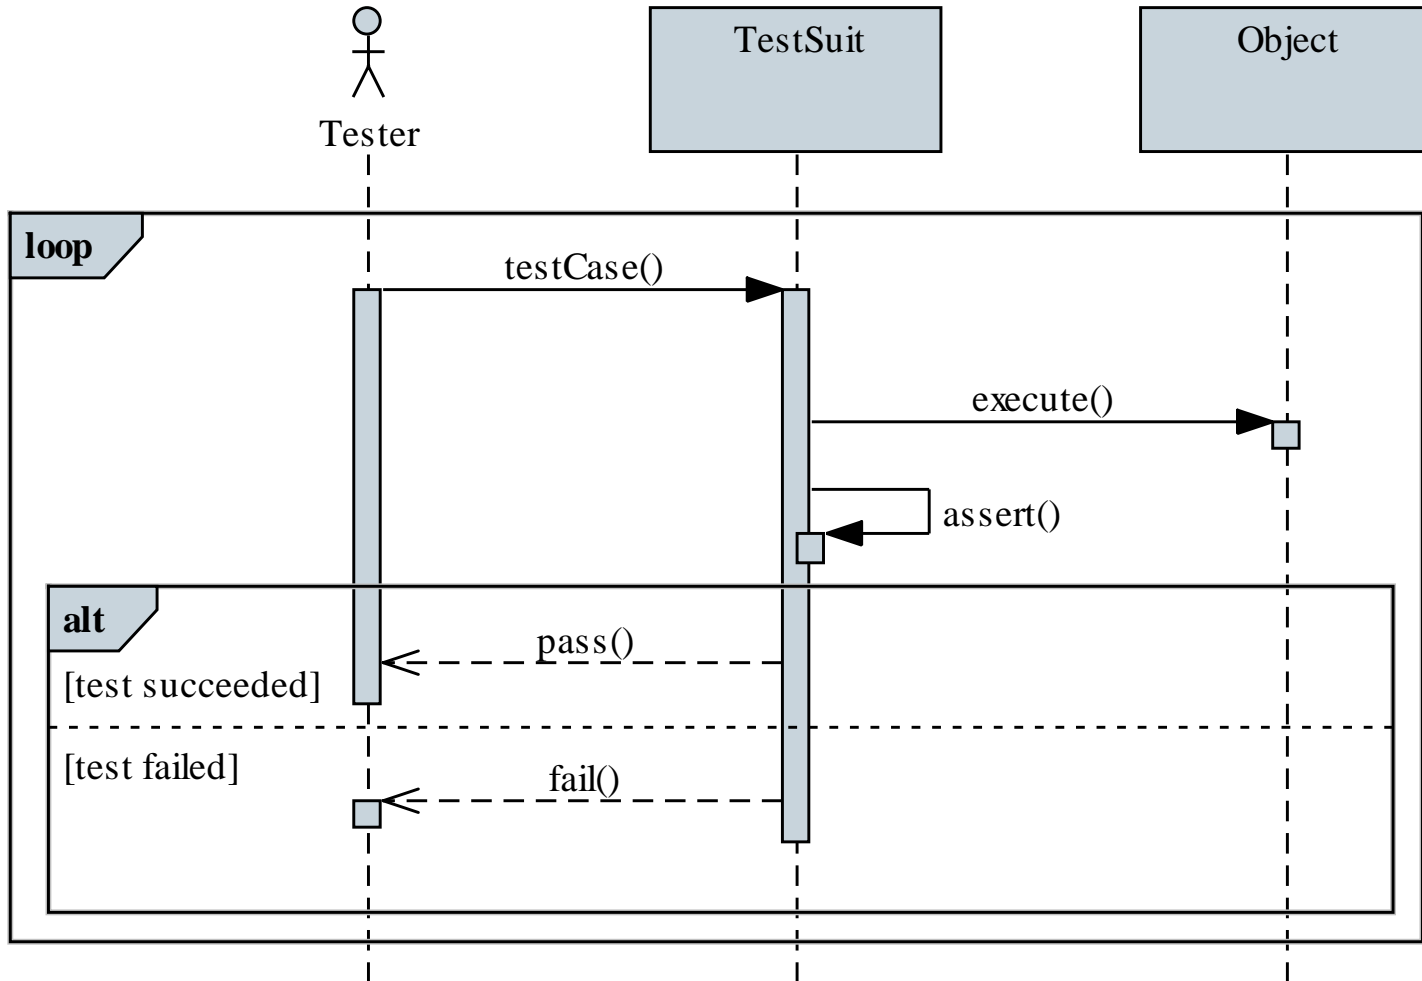 TestSuit
Object
Tester
loop
testCase()
execute()
assert()
alt
pass()
[test succeeded]
[test failed]
fail()